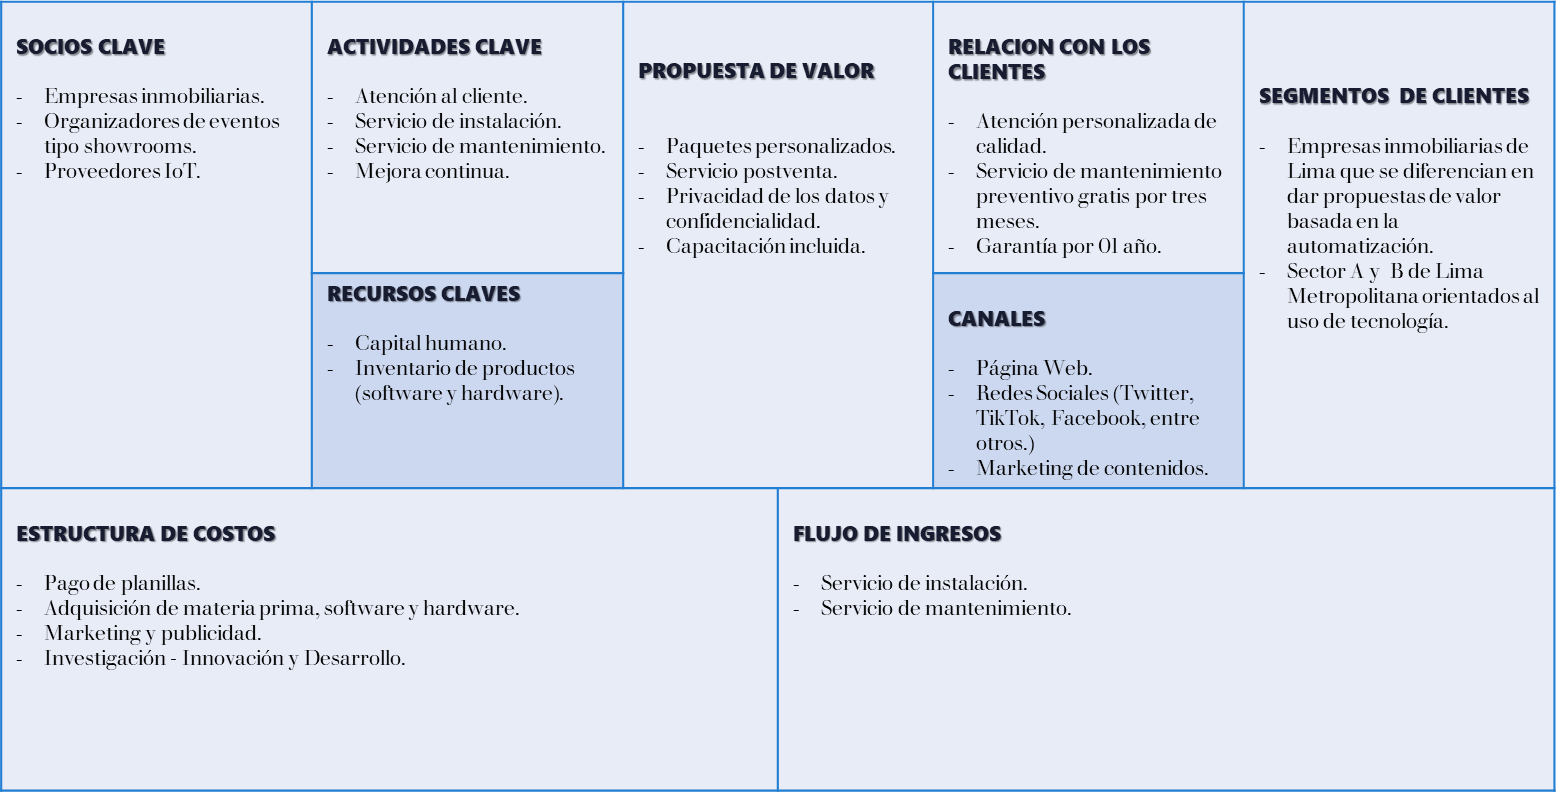 SOCIOS CLAVE
- Empresas inmobiliarias.
- Organizadores de eventos
tipo showrooms.
- Proveedores IoT.
ACTIVIDADES CLAVE
- Atención al cliente.
- Servicio de instalación.
- Servicio de mantenimiento.
- Mejora continua.
RECURSOS CLAVES
- Capital humano.
- Inventario de productos
(software y hardware).
PROPUESTA DE VALOR
- Paquetes personalizados.
- Servicio postventa.
- Privacidad de los datos y
confidencialidad.
- Capacitación incluida.
RELACION CON LOS
CLIENTES
- Atención personalizada de
calidad.
- Servicio de mantenimiento
preventivo gratis por tres
meses.
- Garantía por 01 año.
CANALES
- Página Web.
- Redes Sociales (Twitter,
TikTok, Facebook, entre
otros.)
- Marketing de contenidos.
SEGMENTOS DE CLIENTES
- Empresas inmobiliarias de
Lima que se diferencian en
dar propuestas de valor
basada en la
automatización.
- Sector A y B de Lima
Metropolitana orientados al
uso de tecnología.
ESTRUCTURA DE COSTOS
- Pago de planillas.
- Adquisición de materia prima, software y hardware.
- Marketing y publicidad.
- Investigación - Innovación y Desarrollo.
FLUJO DE INGRESOS
- Servicio de instalación.
- Servicio de mantenimiento.